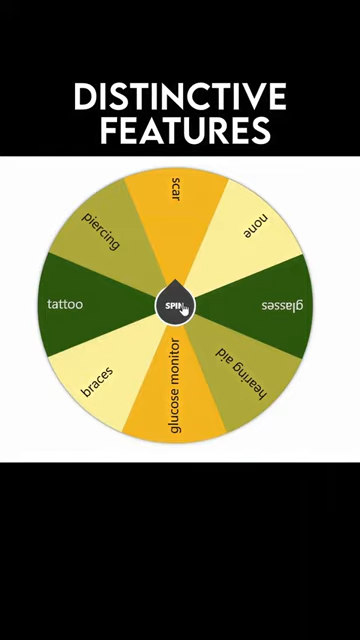 DISTINCTIVE
FEATURES
scar
none
glasses
hearing aid
glucose monitor
braces
tattoo
piercing
SPIN